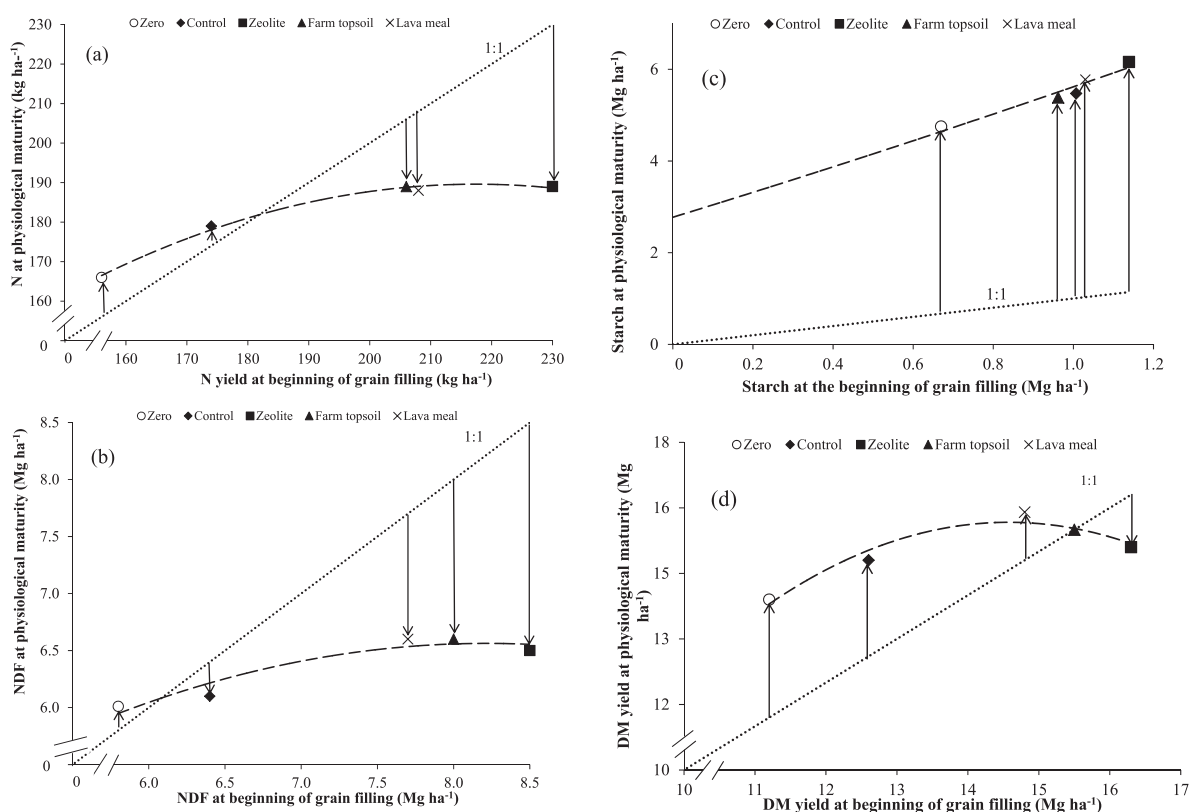 Zero Control Zeolite Farm topsoil Lava meal
(a)
1:1
N at physiological maturity (kg ha-¹)
230
220
210
200
190
180
170
160
0
0 160 170 180 190 200 210 220 230
N yield at beginning of grain filling (kg ha-¹)
Zero Control Zeolite Farm topsoil Lava meal
(c)
1:1
Starch at physiological maturity (Mg ha-¹)
6
4
2
0
0 0.2 0.4 0.6 0.8 1.0 1.2
Starch at the beginning of grain filling (Mg ha-¹)
Zero Control Zeolite Farm topsoil Lava meal
(b)
1:1
NDF at physiological maturity (Mg ha-¹)
8.5
8.0
7.5
7.0
6.5
6.0
0
0 6.0 6.5 7.0 7.5 8.0 8.5
NDF at beginning of grain filling (Mg ha-¹)
Zero Control Zeolite Farm topsoil Lava meal
(d)
1:1
DM yield at physiological maturity (Mg
ha-¹)
18
16
15
13
12
10
10 11 12 13 14 15 16 17
DM yield at beginning of grain filling (Mg ha-¹)